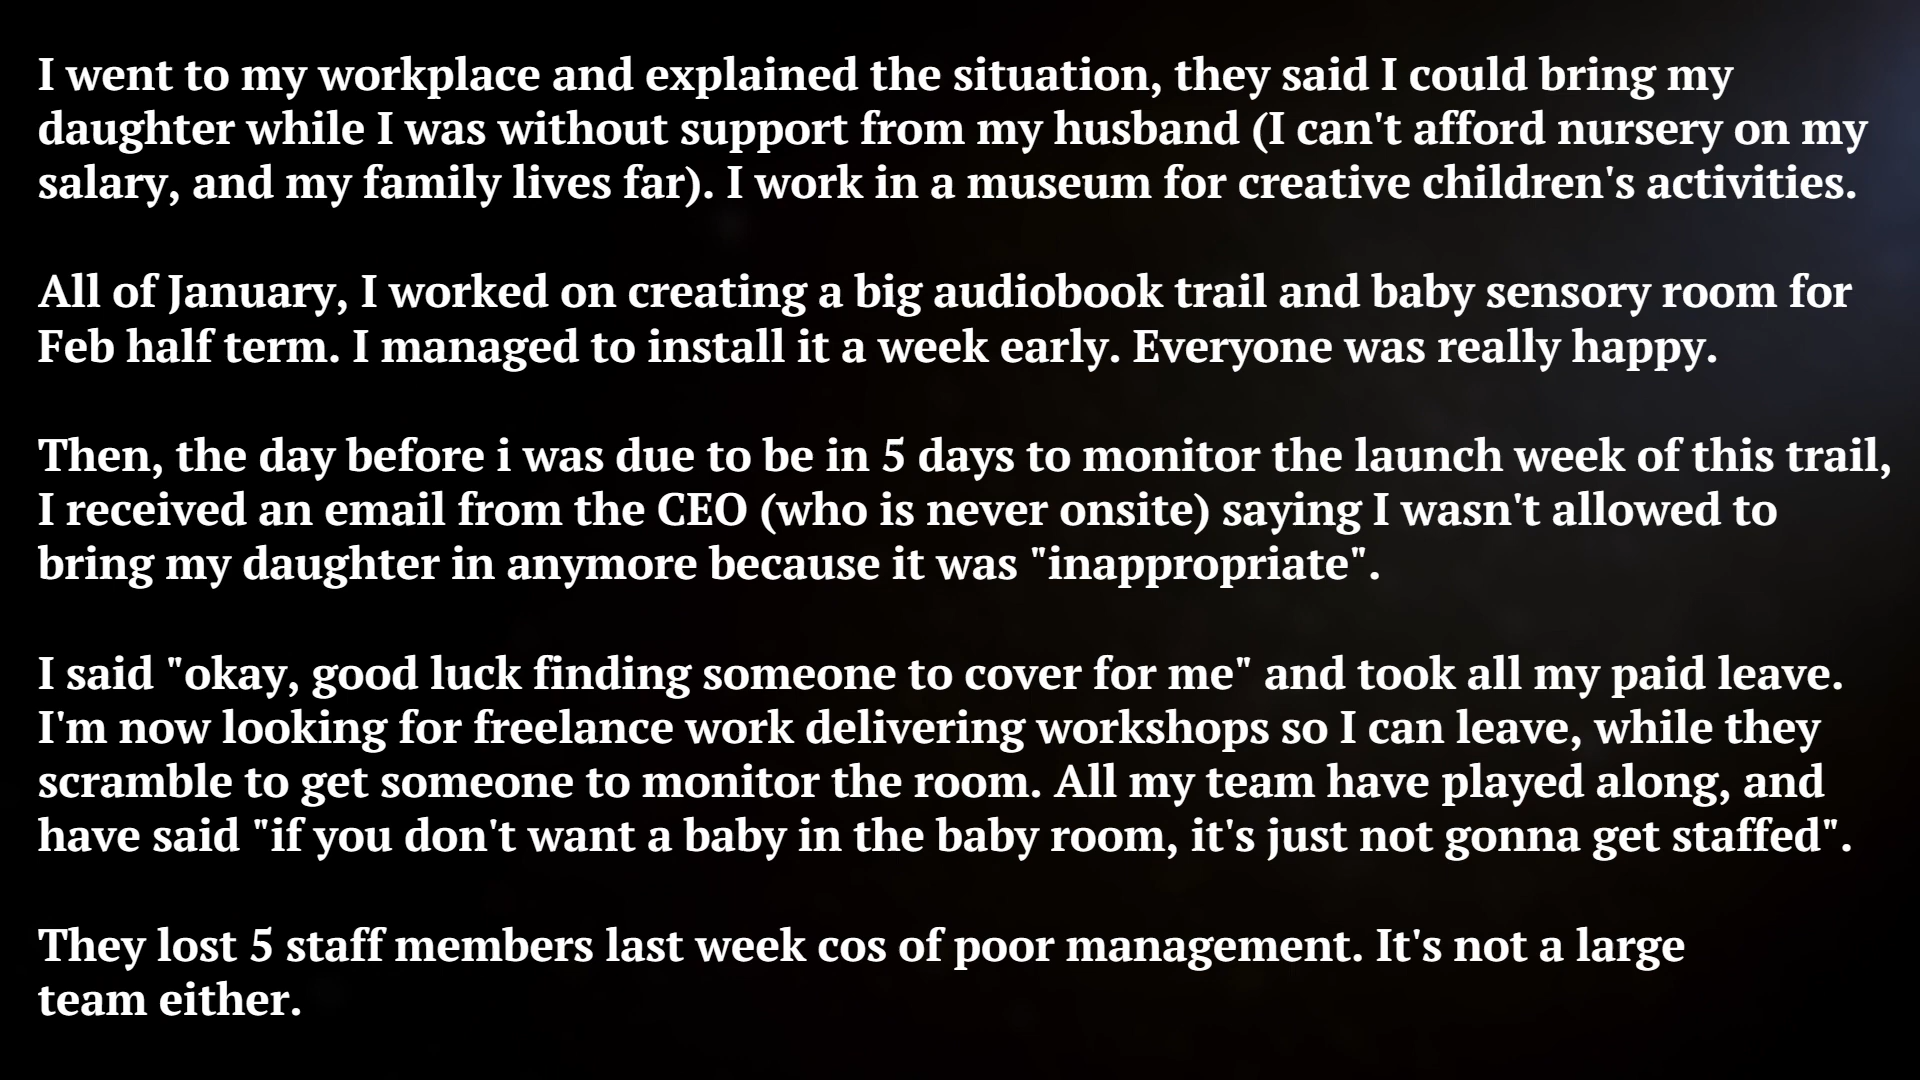 I went to my workplace and explained the situation, they said I could bring my
daughter while I was without support from my husband (I can't afford nursery on my
salary, and my family lives far). I work in a museum for creative children's activities.
All of January, I worked on creating a big audiobook trail and baby sensory room for
Feb half term. I managed to install it a week early. Everyone was really happy.
Then, the day before i was due to be in 5 days to monitor the launch week of this trail,
I received an email from the CEO (who is never onsite) saying I wasn't allowed to
bring my daughter in anymore because it was "inappropriate".
I said "okay, good luck finding someone to cover for me" and took all my paid leave.
I'm now looking for freelance work delivering workshops so I can leave, while they
scramble to get someone to monitor the room. All my team have played along, and
have said "if you don't want a baby in the baby room, it's just not gonna get staffed".
They lost 5 staff members last week cos of poor management. It's not a large
team either.